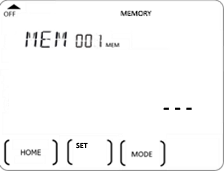 OFF MEMORY
MEM 001 MEM
---
HOME SET MODE